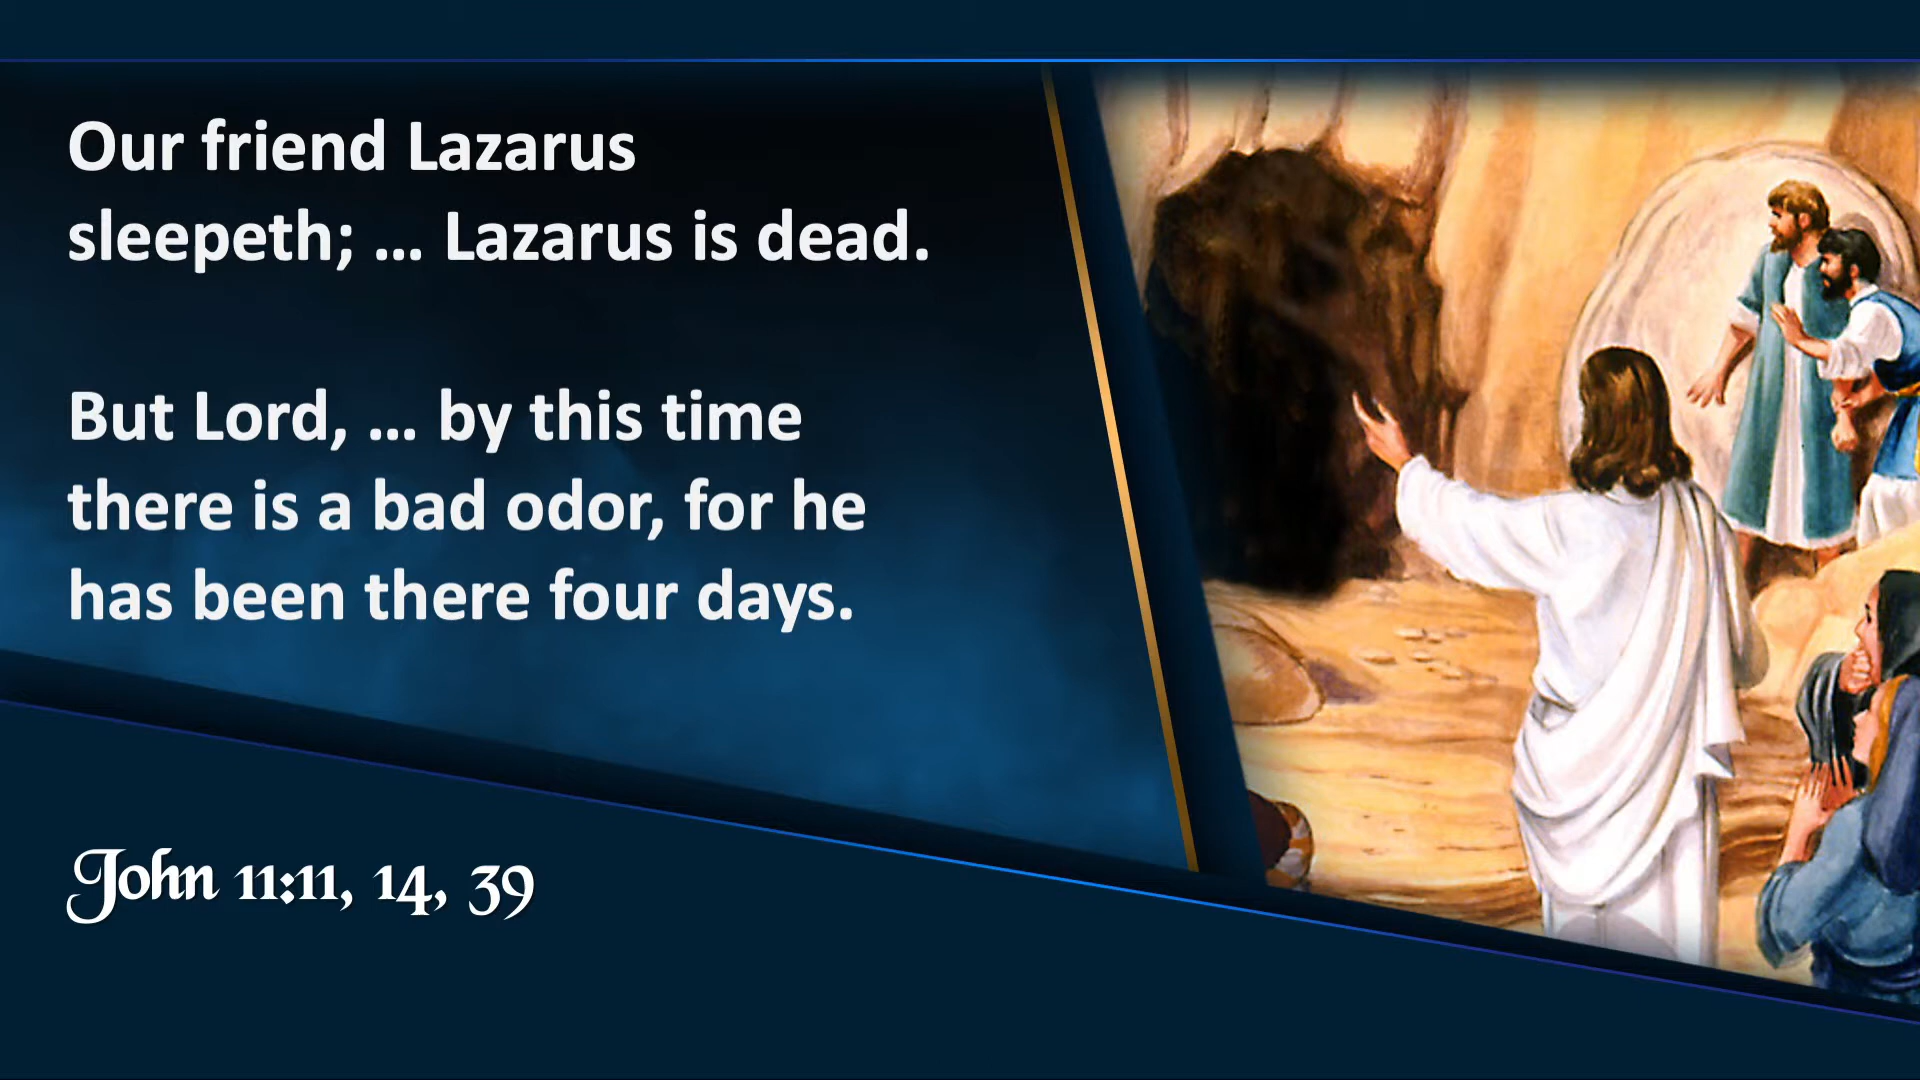 Our friend Lazarus
sleepeth; ... Lazarus is dead.
But Lord, ... by this time
there is a bad odor, for he
has been there four days.
John 11:11, 14, 39